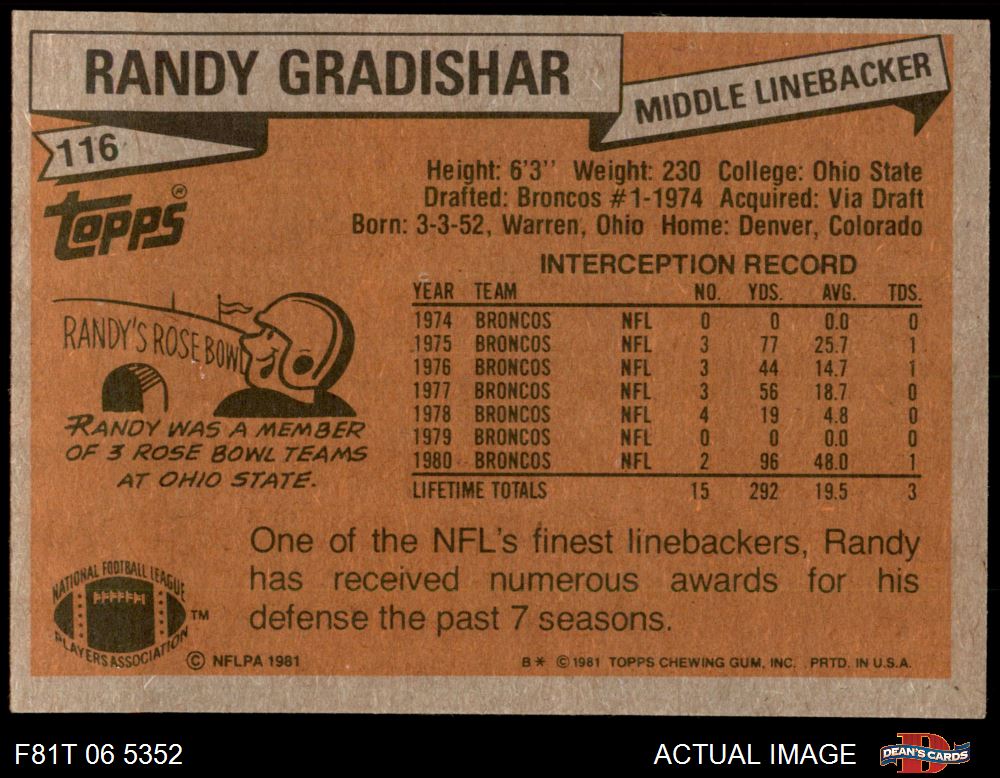 RANDY GRADISHAR
MIDDLE LINEBACKER
116
topps®
Height: 6'3'' Weight: 230 College: Ohio State
Drafted: Broncos #1-1974 Acquired: Via Draft
Born: 3-3-52, Warren, Ohio Home: Denver, Colorado
INTERCEPTION RECORD
YEAR TEAM NO. YDS. AVG. TDS.
1974 BRONCOS NFL 0 0 0.0 0
1975 BRONCOS NFL 3 77 25.7 1
1976 BRONCOS NFL 3 44 14.7 1
1977 BRONCOS NFL 3 56 18.7 0
1978 BRONCOS NFL 4 19 4.8 0
1979 BRONCOS NFL 0 0 0.0 0
1980 BRONCOS NFL 2 96 48.0 1
LIFETIME TOTALS 15 292 19.5 3
RANDY'S ROSE BOWL
RANDY WAS A MEMBER
OF 3 ROSE BOWL TEAMS
AT OHIO STATE.
One of the NFL's finest linebackers, Randy
has received numerous awards for his
defense the past 7 seasons.
NATIONAL FOOTBALL LEAGUE
PLAYERS ASSOCIATION
TM
© NFLPA 1981
B* © 1981 TOPPS CHEWING GUM, INC. PRTD. IN U.S.A.
F81T 06 5352
ACTUAL IMAGE
DEAN'S CARDS